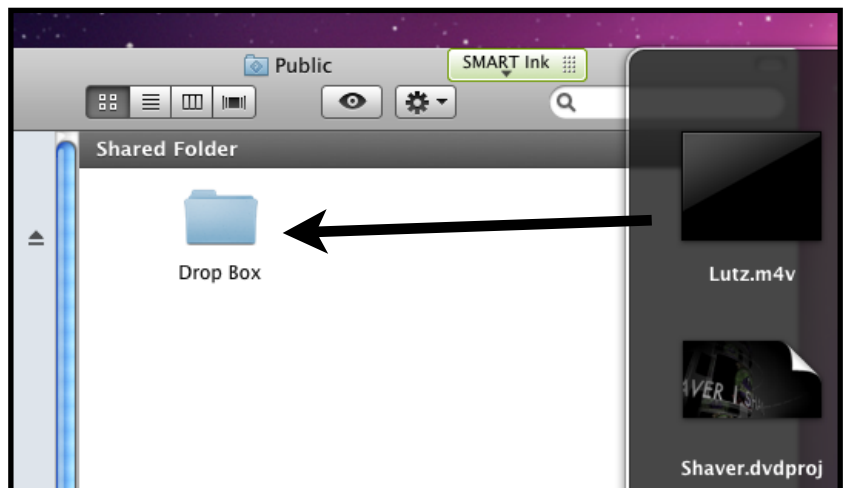 Public
SMART Ink
Shared Folder
Drop Box
Lutz.m4v
Shaver.dvdproj